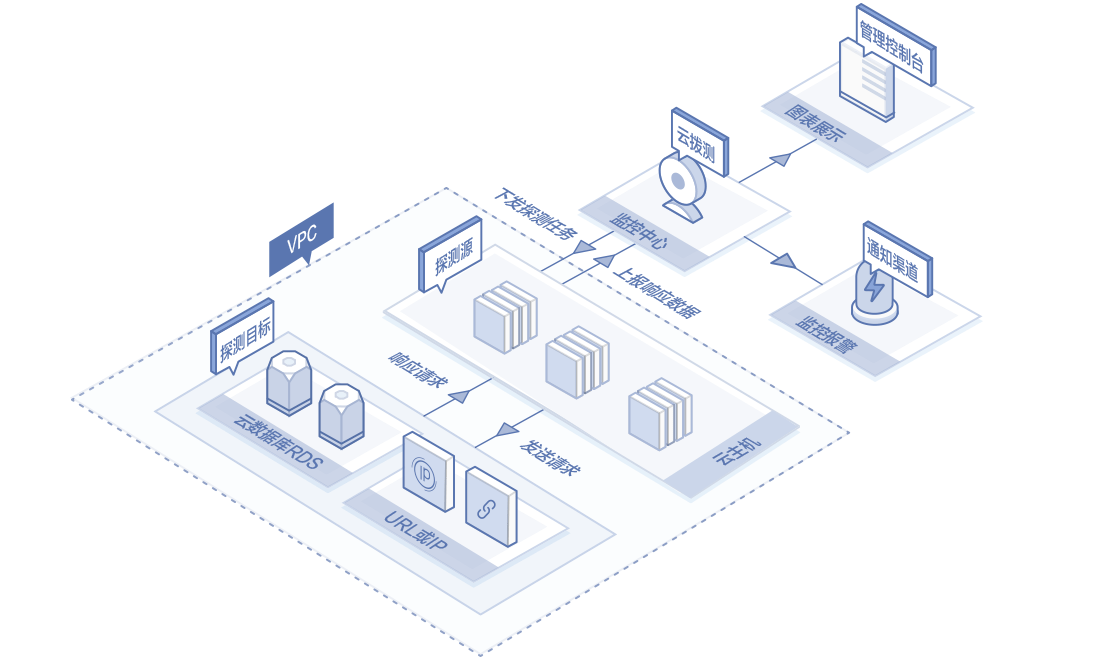 管理控制台
图表展示
云拨测
监控中心
下发探测任务
上报响应数据
通知渠道
监控报警
VPC
探测源
云主机
探测目标
响应请求
发送请求
云数据库RDS
IP
URL或IP